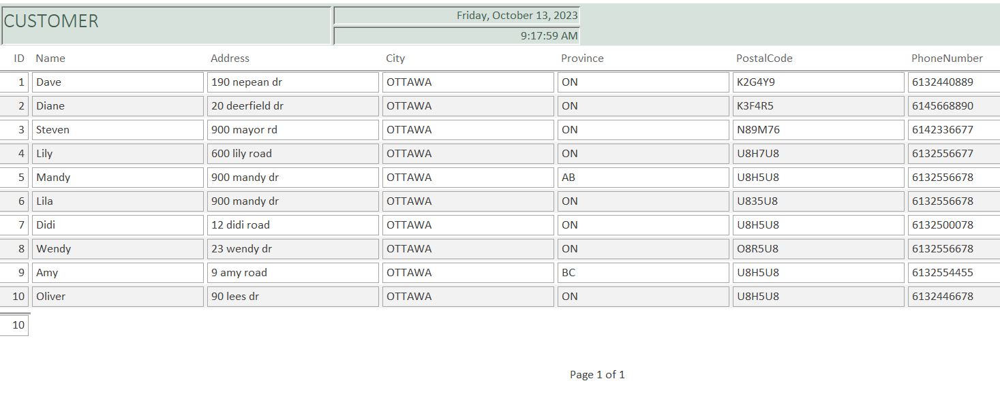 CUSTOMER
Friday, October 13, 2023
9:17:59 AM
ID Name Address City Province PostalCode PhoneNumber
1 Dave 190 nepean dr OTTAWA ON K2G4Y9 6132440889
2 Diane 20 deerfield dr OTTAWA ON K3F4R5 6145668890
3 Steven 900 mayor rd OTTAWA ON N89M76 6142336677
4 Lily 600 lily road OTTAWA ON U8H7U8 6132556677
5 Mandy 900 mandy dr OTTAWA AB U8H5U8 6132556678
6 Lila 900 mandy dr OTTAWA ON U835U8 6132556678
7 Didi 12 didi road OTTAWA ON U8H5U8 6132500078
8 Wendy 23 wendy dr OTTAWA ON O8R5U8 6132556678
9 Amy 9 amy road OTTAWA BC U8H5U8 6132554455
10 Oliver 90 lees dr OTTAWA ON U8H5U8 6132446678
10
Page 1 of 1